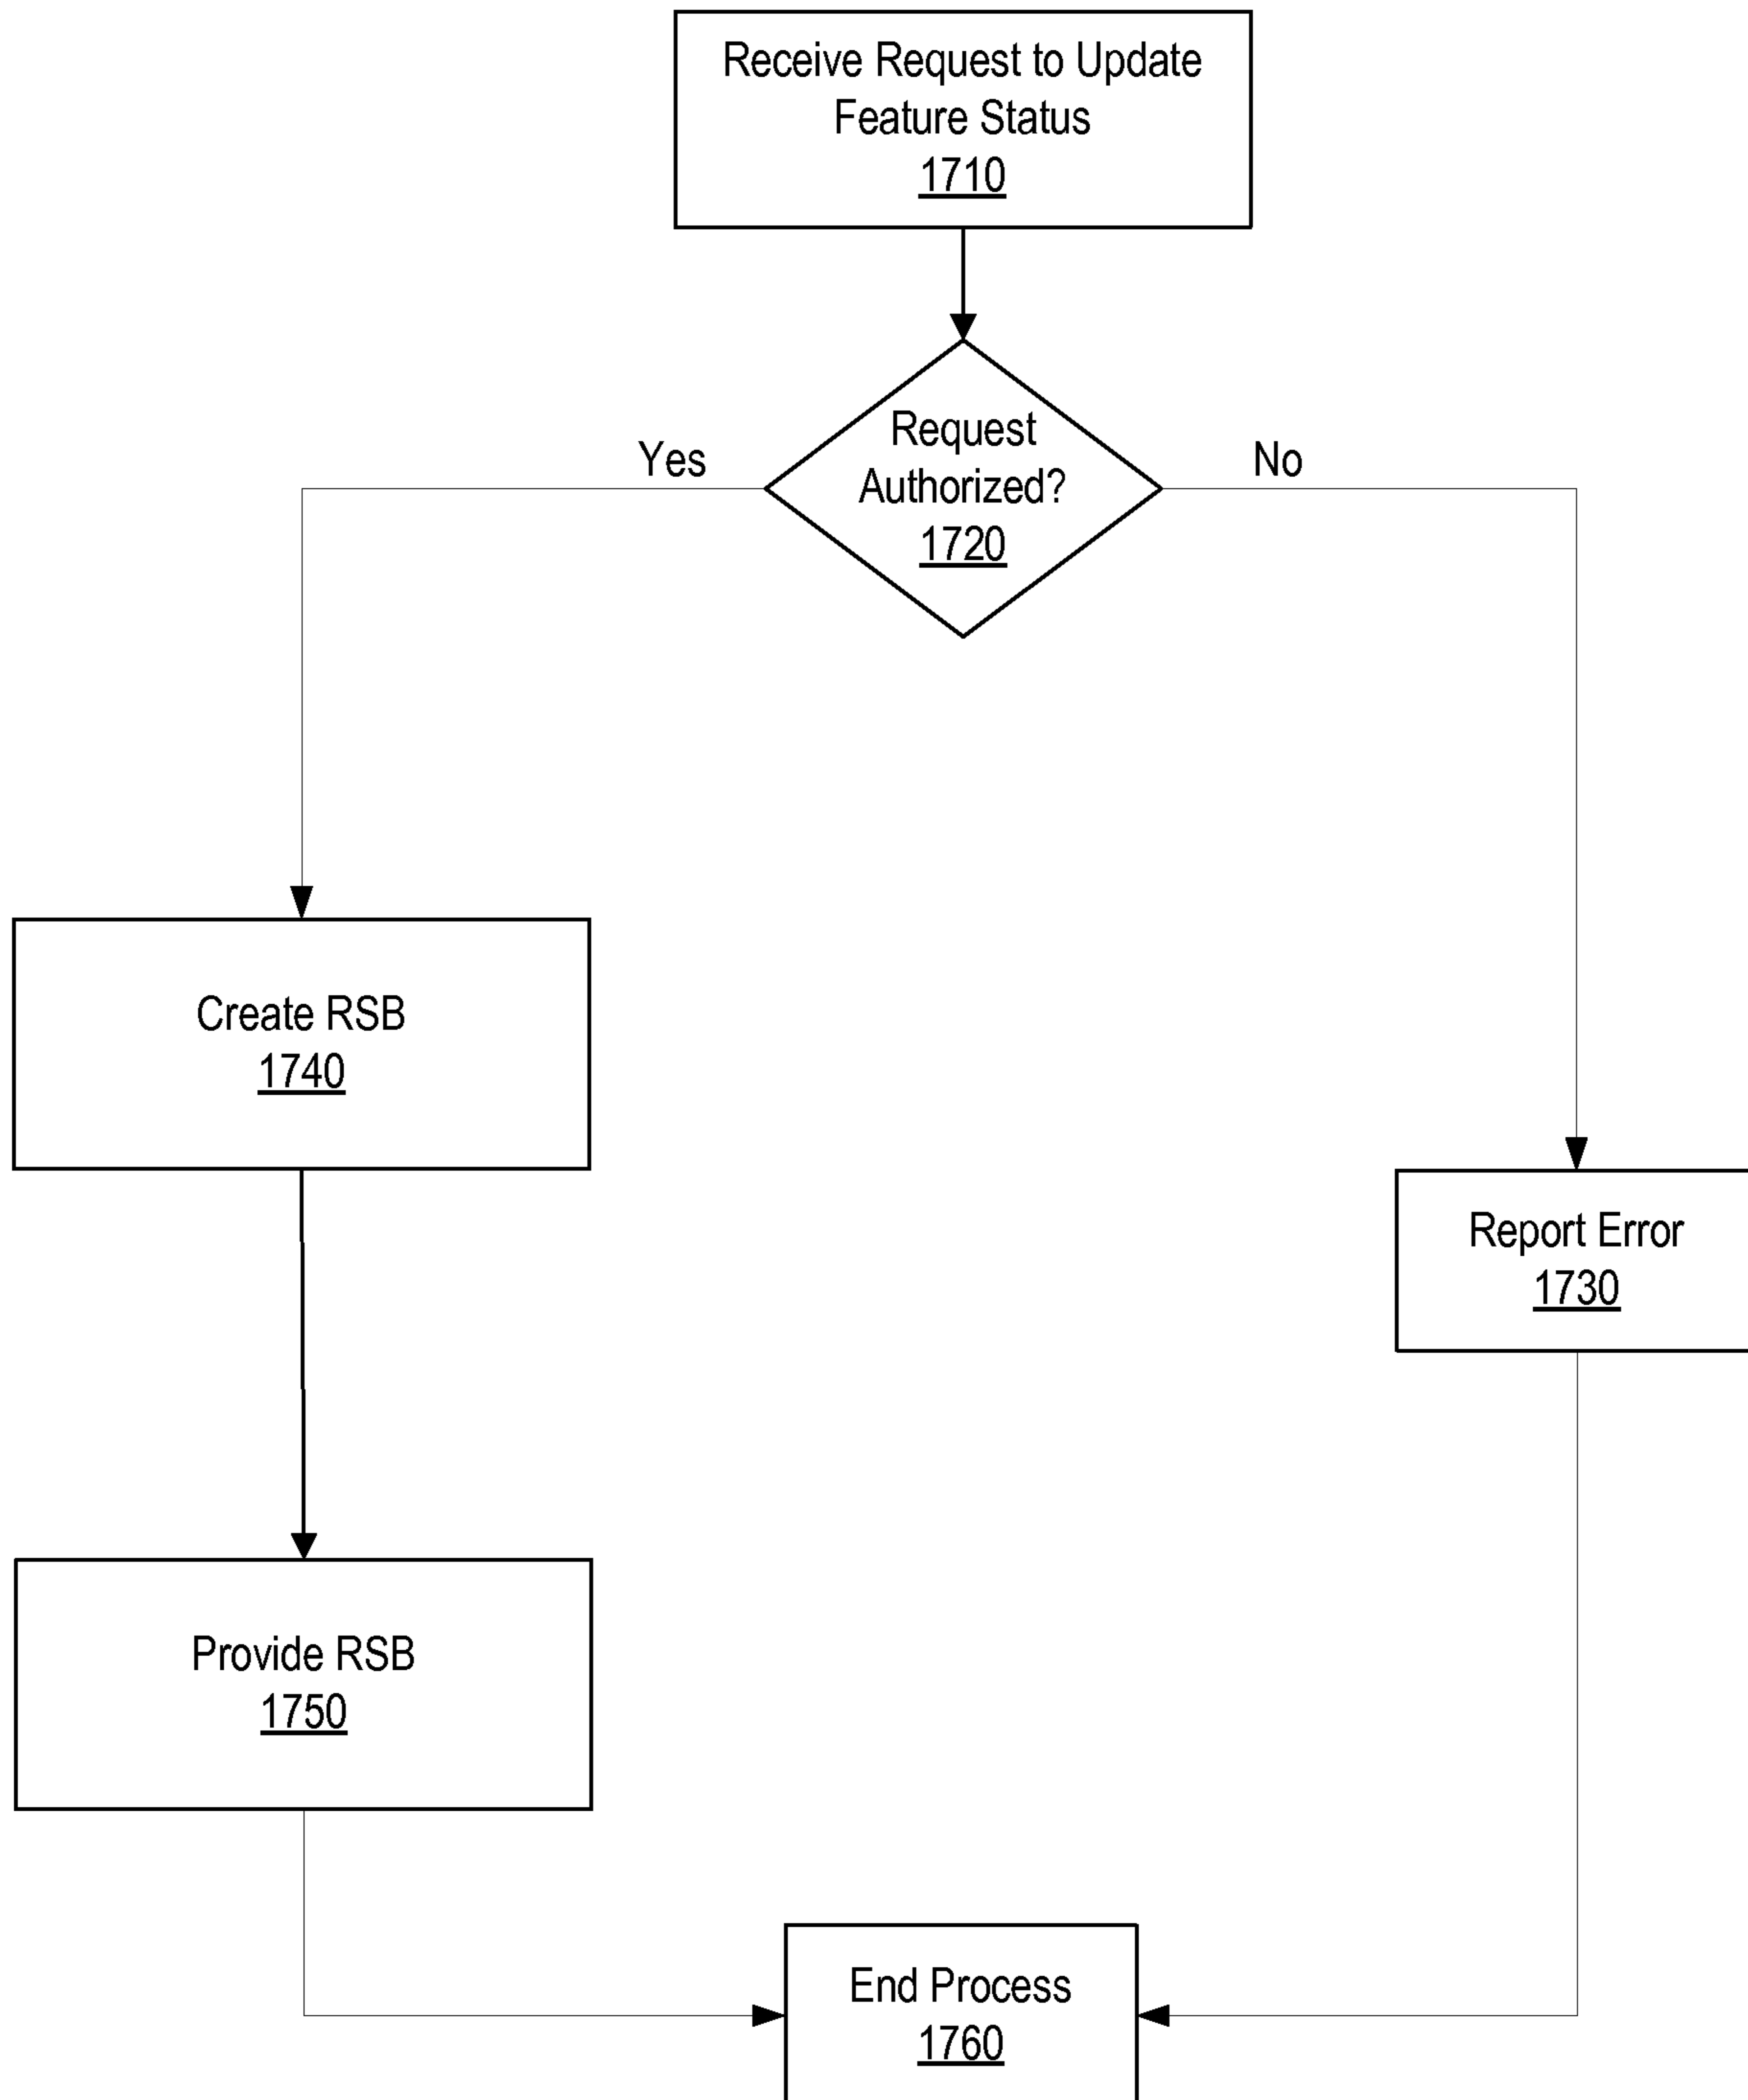 Receive Request to Update
Feature Status
1710
Request
Authorized?
1720
Yes
No
Create RSB
1740
Report Error
1730
Provide RSB
1750
End Process
1760